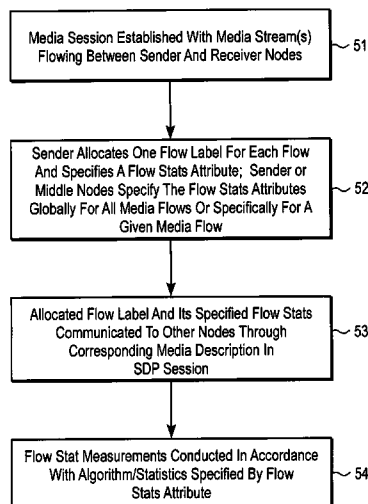 Media Session Established With Media Stream(s)
Flowing Between Sender And Receiver Nodes
51
Sender Allocates One Flow Label For Each Flow
And Specifies A Flow Stats Attribute; Sender or
Middle Nodes Specify The Flow Stats Attributes
Globally For All Media Flows Or Specifically For A
Given Media Flow
52
Allocated Flow Label And Its Specified Flow Stats
Communicated To Other Nodes Through
Corresponding Media Description In
SDP Session
53
Flow Stat Measurements Conducted In Accordance
With Algorithm/Statistics Specified By Flow
Stats Attribute
54